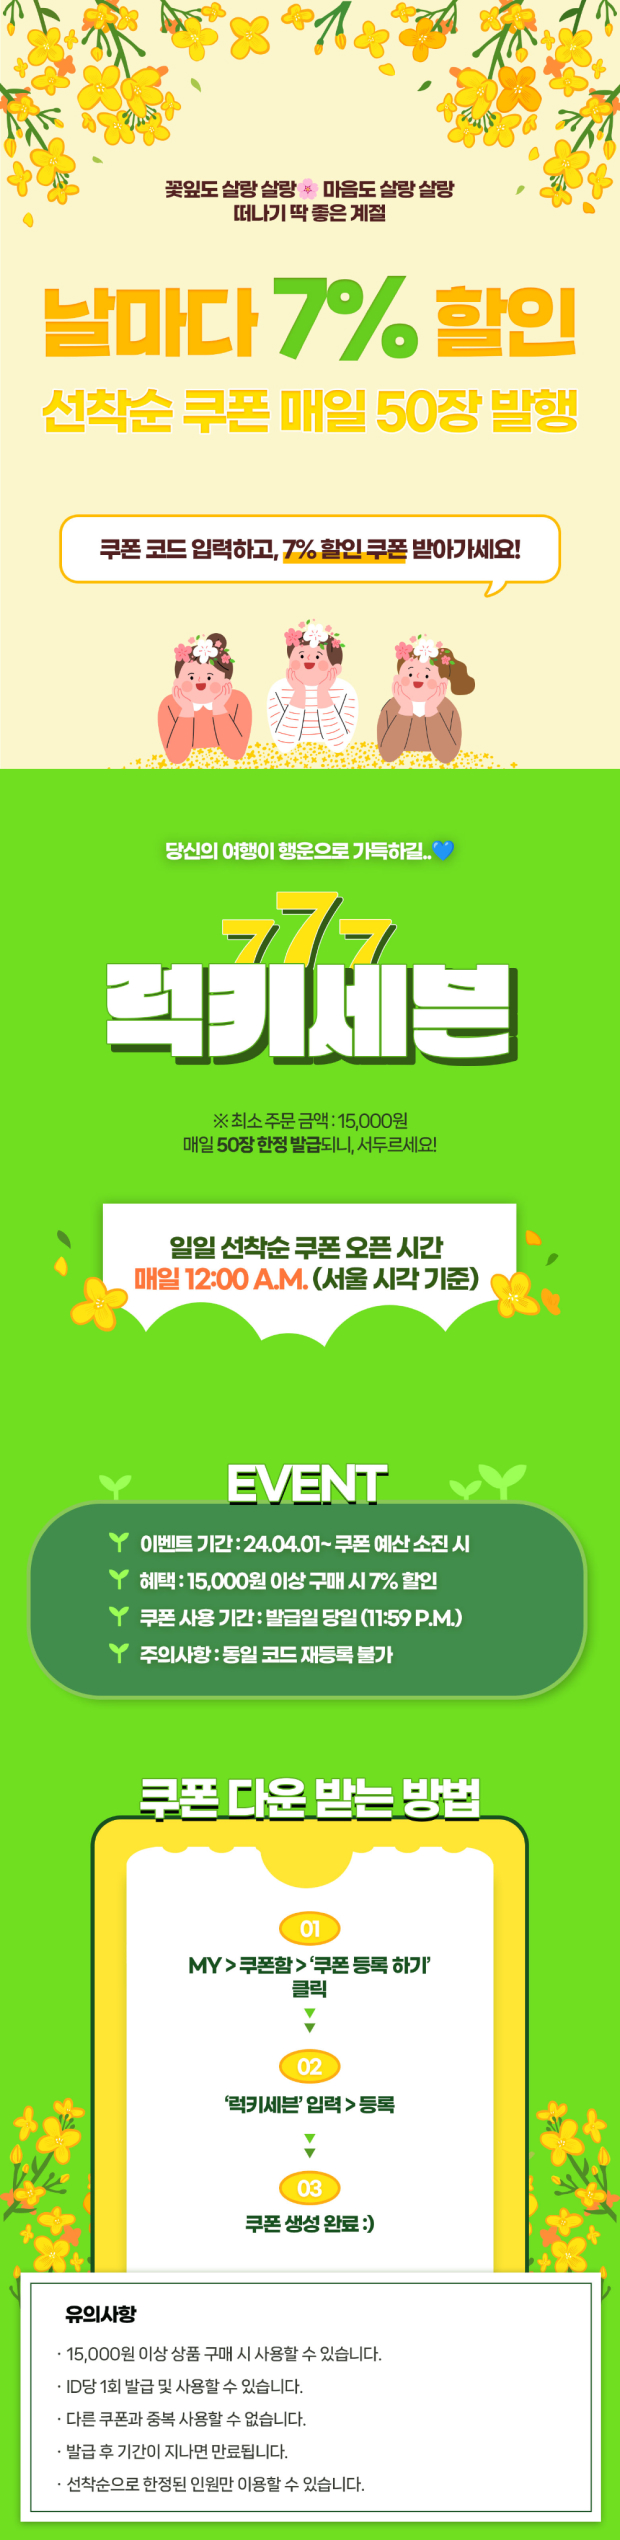 꽃잎도 살랑 살랑🌸 마음도 살랑 살랑
떠나기 딱 좋은 계절
날마다 7% 할인
선착순 쿠폰 매일 50장 발행
쿠폰 코드 입력하고, 7% 할인 쿠폰 받아가세요!
당신의 여행이 행운으로 가득하길..💙
777
럭키세븐
※ 최소 주문 금액 : 15,000원
매일 50장 한정 발급되니, 서두르세요!
일일 선착순 쿠폰 오픈 시간
매일 12:00 A.M. (서울 시각 기준)
EVENT
이벤트 기간 : 24.04.01~ 쿠폰 예산 소진 시
혜택 : 15,000원 이상 구매 시 7% 할인
쿠폰 사용 기간 : 발급일 당일 (11:59 P.M.)
주의사항 : 동일 코드 재등록 불가
쿠폰 다운 받는 방법
01
MY > 쿠폰함 > ‘쿠폰 등록 하기’
클릭
02
‘럭키세븐’ 입력 > 등록
03
쿠폰 생성 완료 :)
유의사항
· 15,000원 이상 상품 구매 시 사용할 수 있습니다.
· ID당 1회 발급 및 사용할 수 있습니다.
· 다른 쿠폰과 중복 사용할 수 없습니다.
· 발급 후 기간이 지나면 만료됩니다.
· 선착순으로 한정된 인원만 이용할 수 있습니다.